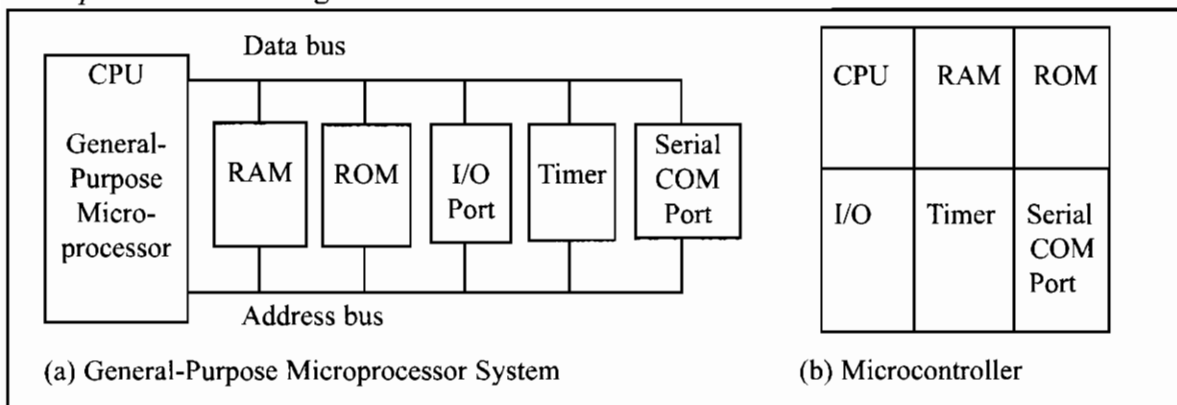 Data bus
CPU
General-
Purpose
Micro-
processor
RAM
ROM
I/O
Port
Timer
Serial
COM
Port
Address bus
(a) General-Purpose Microprocessor System
CPU
RAM
ROM
I/O
Timer
Serial
COM
Port
(b) Microcontroller